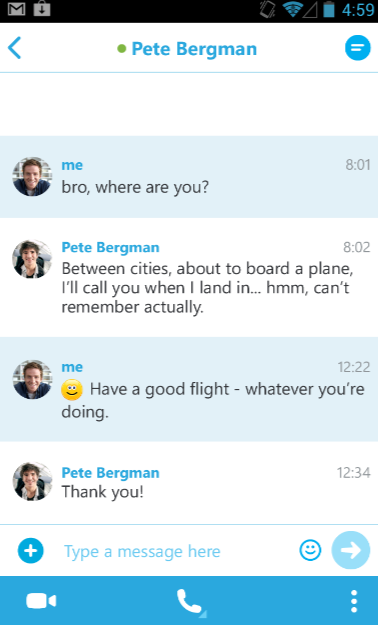 4:59
Pete Bergman
me 8:01
bro, where are you?
Pete Bergman 8:02
Between cities, about to board a plane,
I'll call you when I land in... hmm, can't
remember actually.
me 12:22
Have a good flight - whatever you're
doing.
Pete Bergman 12:34
Thank you!
Type a message here